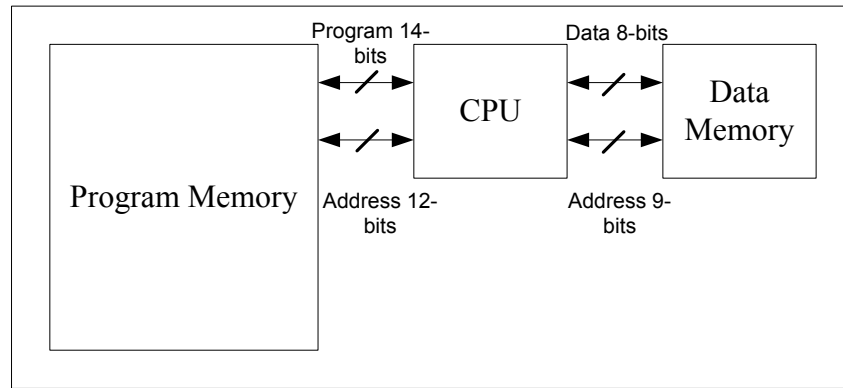 Program 14-
bits
Data 8-bits
CPU
Data
Memory
Program Memory
Address 12-
bits
Address 9-
bits